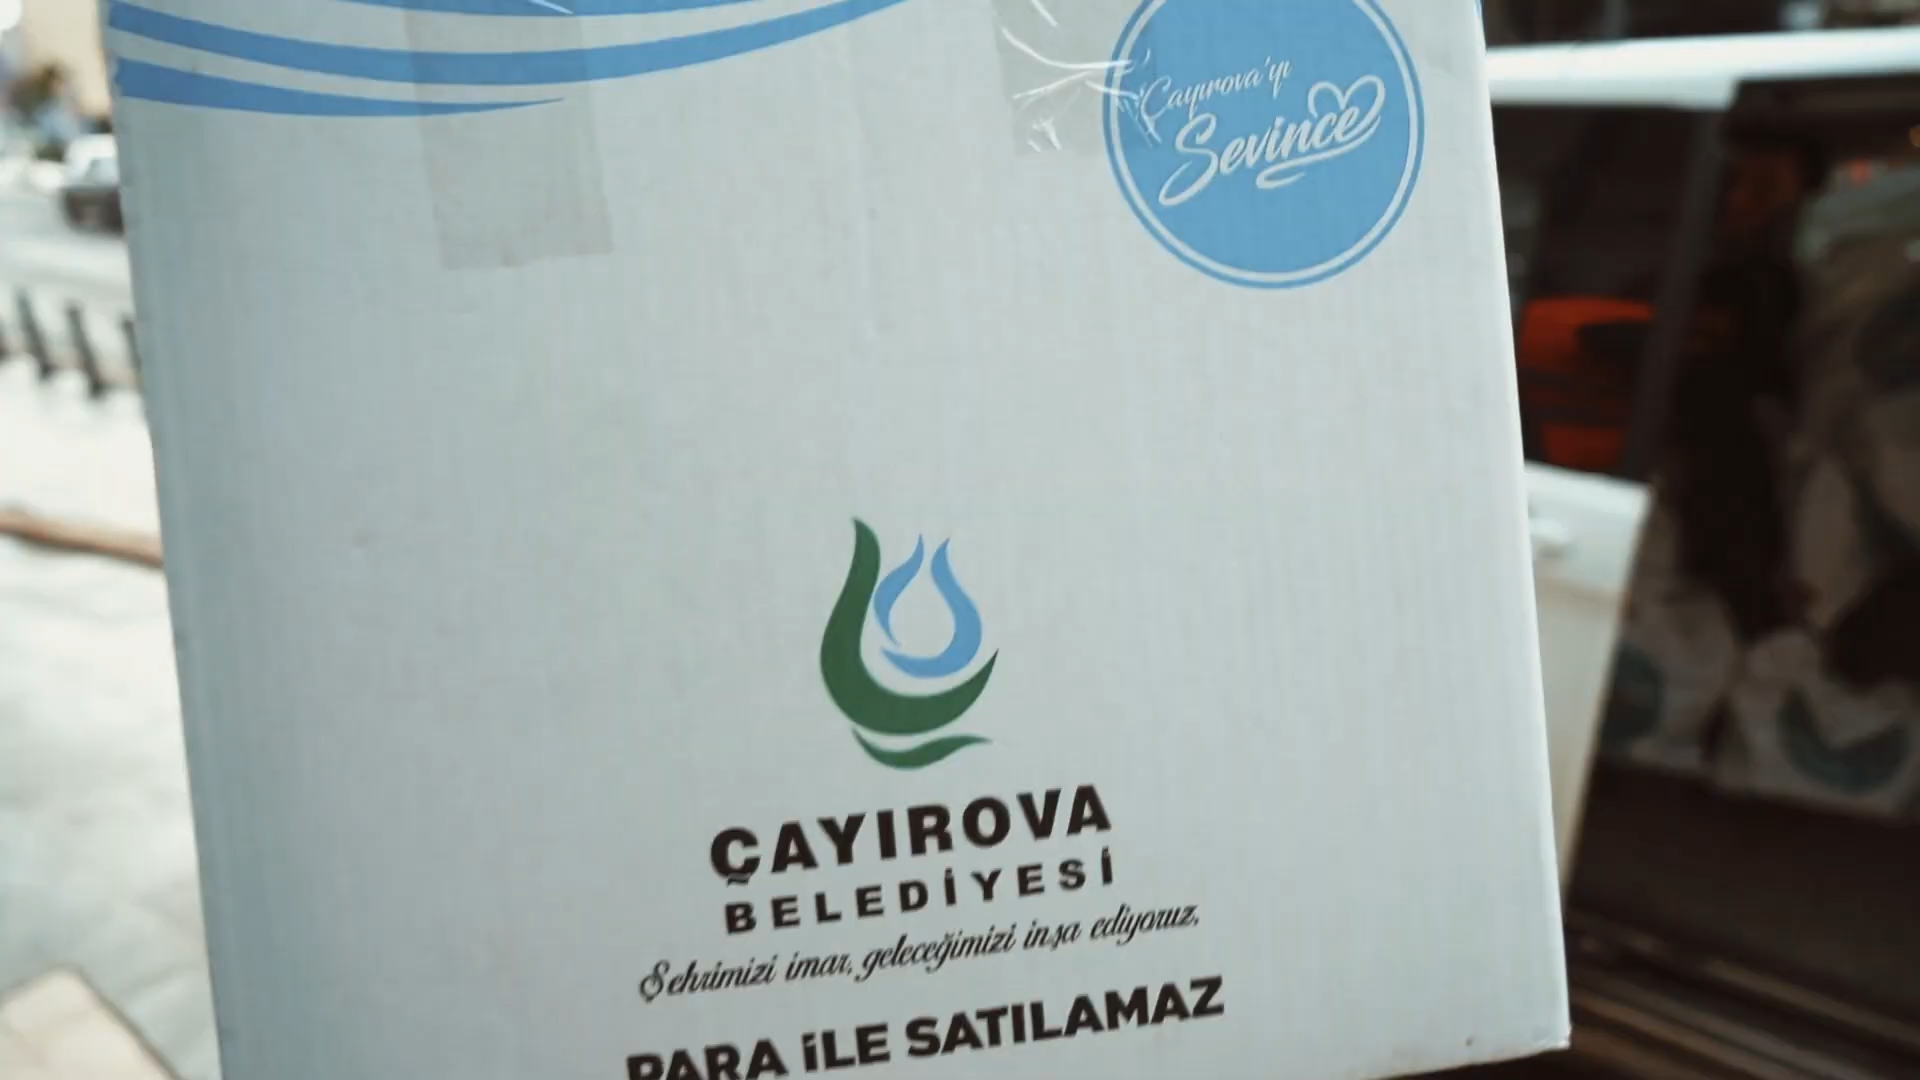 Çayırova'yı
Sevince
ÇAYIROVA
BELEDİYESİ
Şehrimizi imar, geleceğimizi inşa ediyoruz.
PARA İLE SATILAMAZ